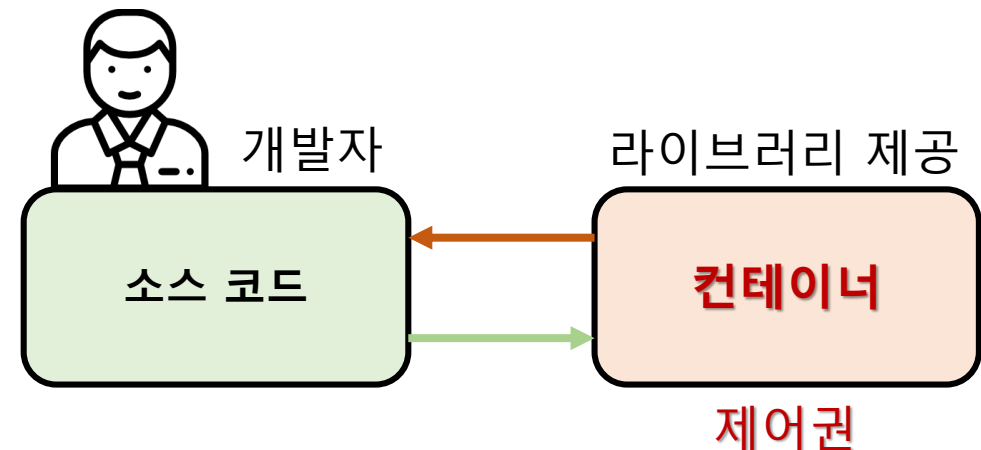 개발자
라이브러리 제공
소스 코드
컨테이너
제어권